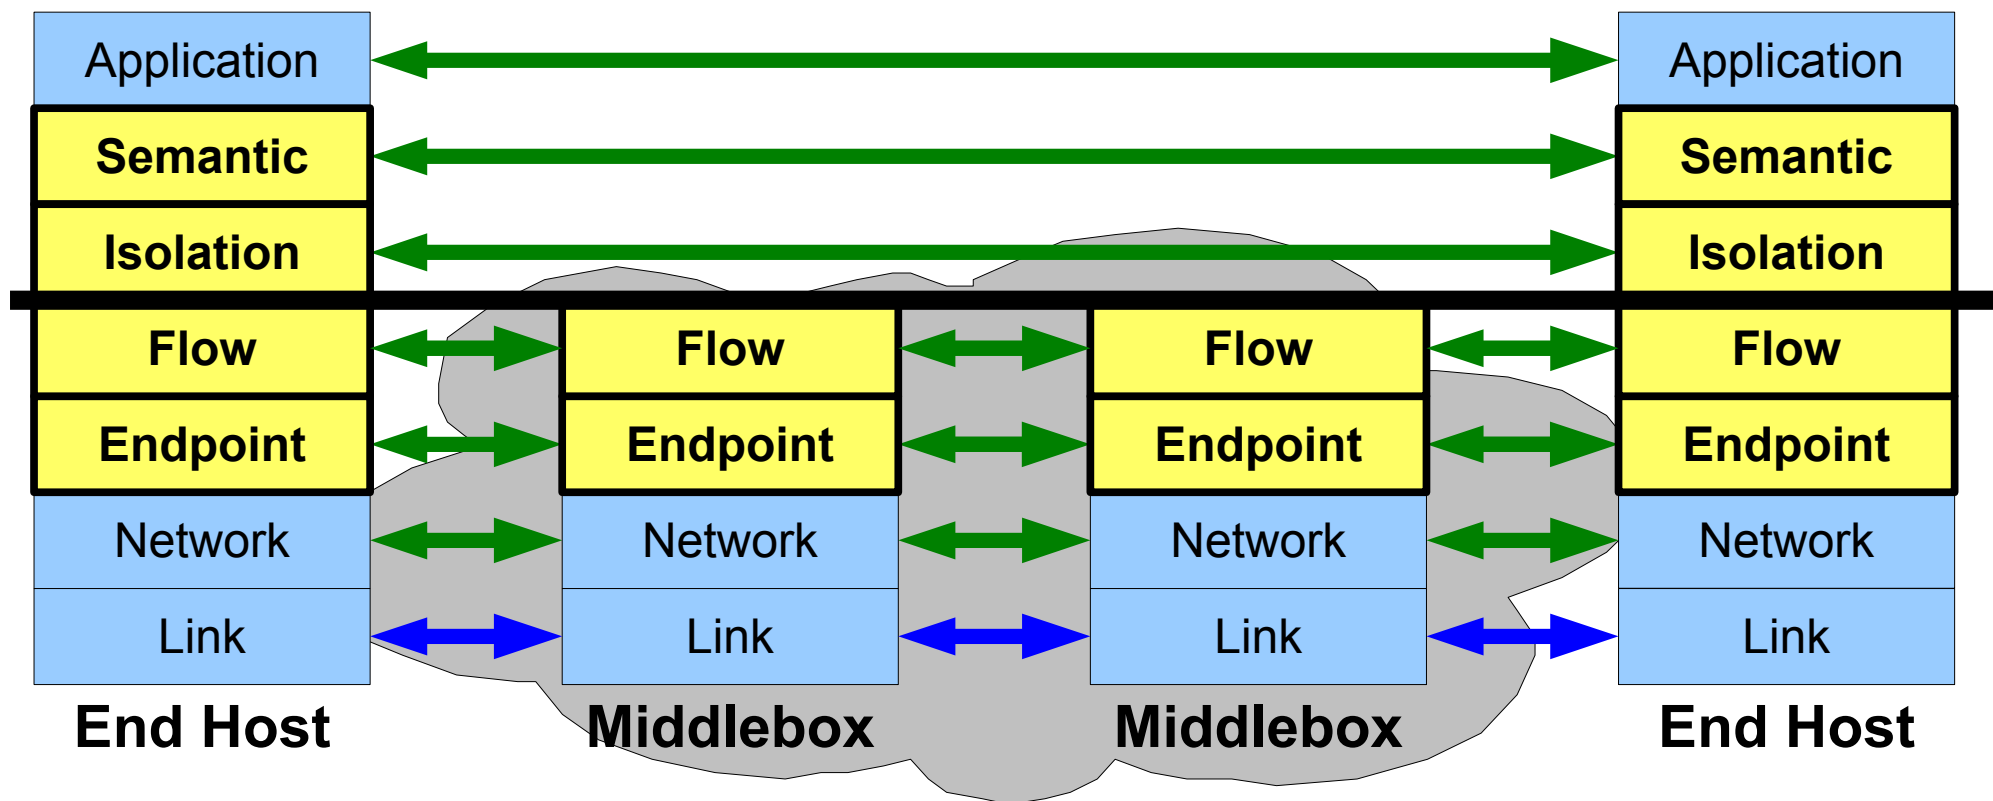 Application Application
Semantic Semantic
Isolation Isolation
Flow Flow Flow Flow
Endpoint Endpoint Endpoint Endpoint
Network Network Network Network
Link Link Link Link
End Host Middlebox Middlebox End Host